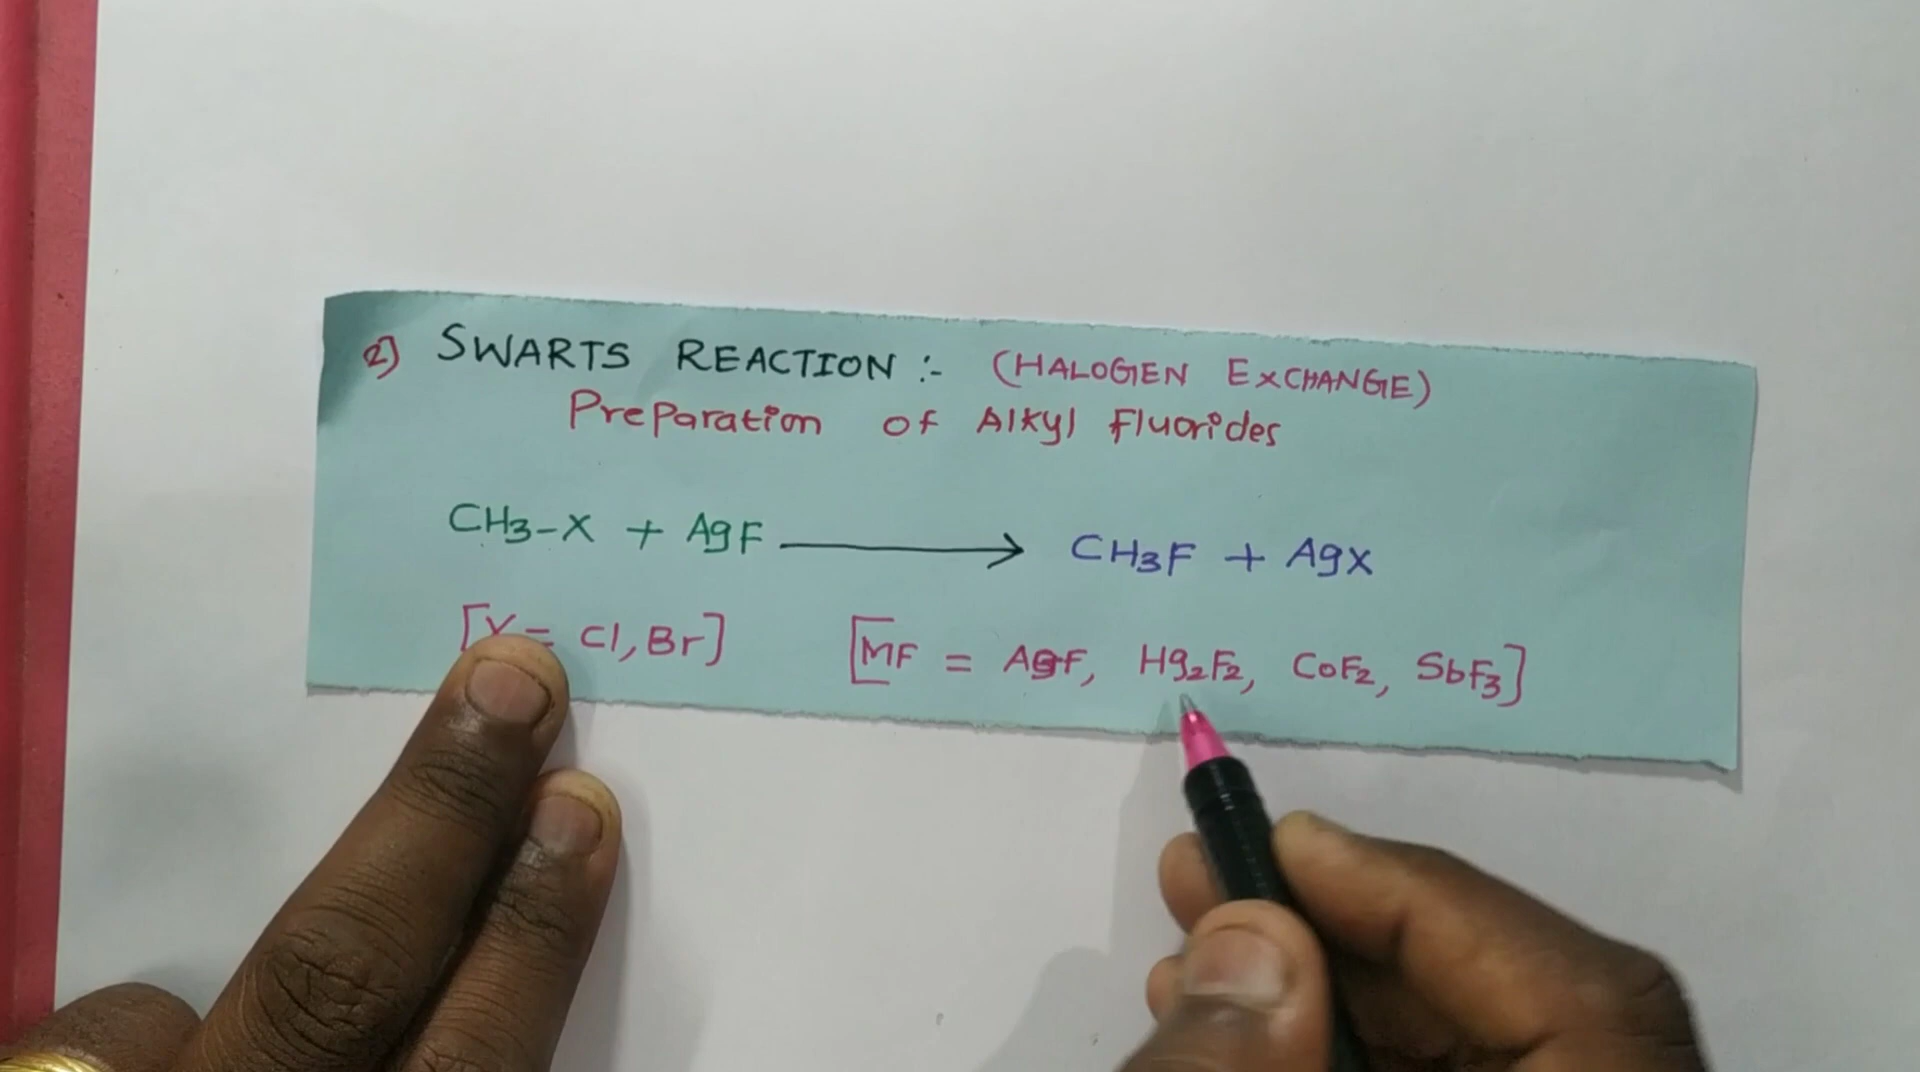 2) SWARTS REACTION :- (HALOGEN EXCHANGE)
Preparation of Alkyl Fluorides
CH3-X + AgF ⟶ CH3F + AgX
[X = Cl, Br] [MF = AgF, Hg₂F₂, CoF₂, SbF₃]